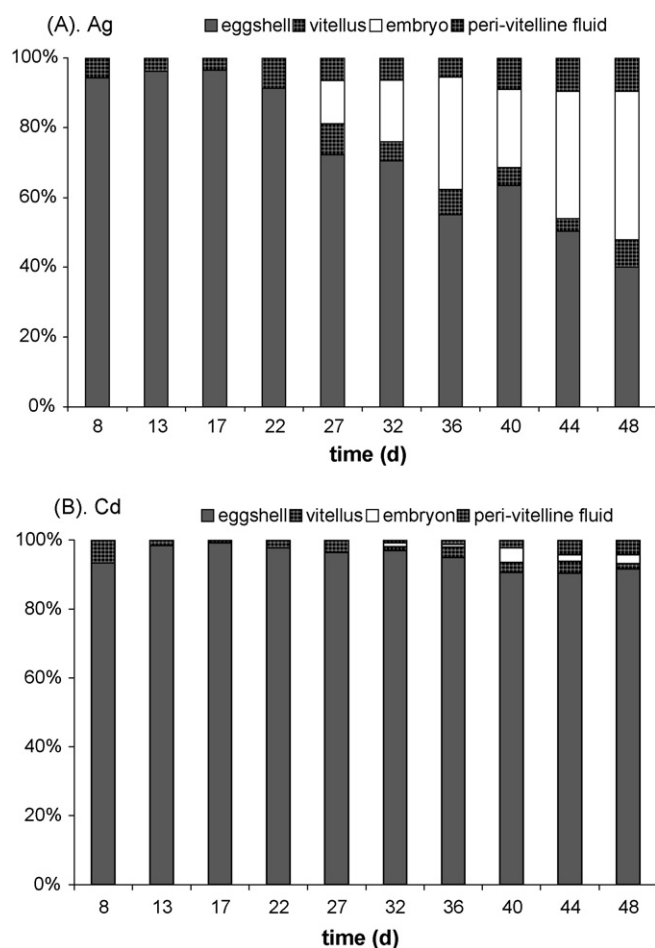 (A). Ag
eggshell vitellus embryo peri-vitelline fluid
100%
80%
60%
40%
20%
0%
8 13 17 22 27 32 36 40 44 48
time (d)
(B). Cd
eggshell vitellus embryon peri-vitelline fluid
100%
80%
60%
40%
20%
0%
8 13 17 22 27 32 36 40 44 48
time (d)